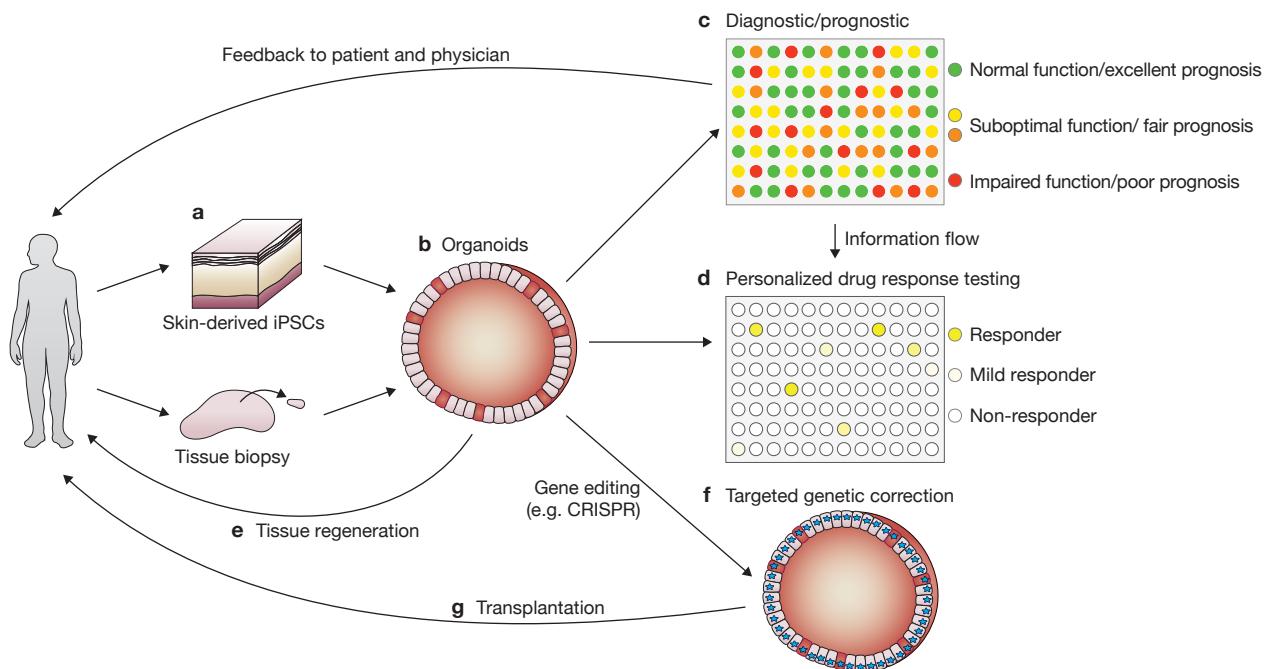 c Diagnostic/prognostic
Feedback to patient and physician
Normal function/excellent prognosis
Suboptimal function/ fair prognosis
Impaired function/poor prognosis
a
Skin-derived iPSCs
b Organoids
Information flow
d Personalized drug response testing
Responder
Mild responder
Non-responder
Tissue biopsy
Gene editing
(e.g. CRISPR)
f Targeted genetic correction
e Tissue regeneration
g Transplantation